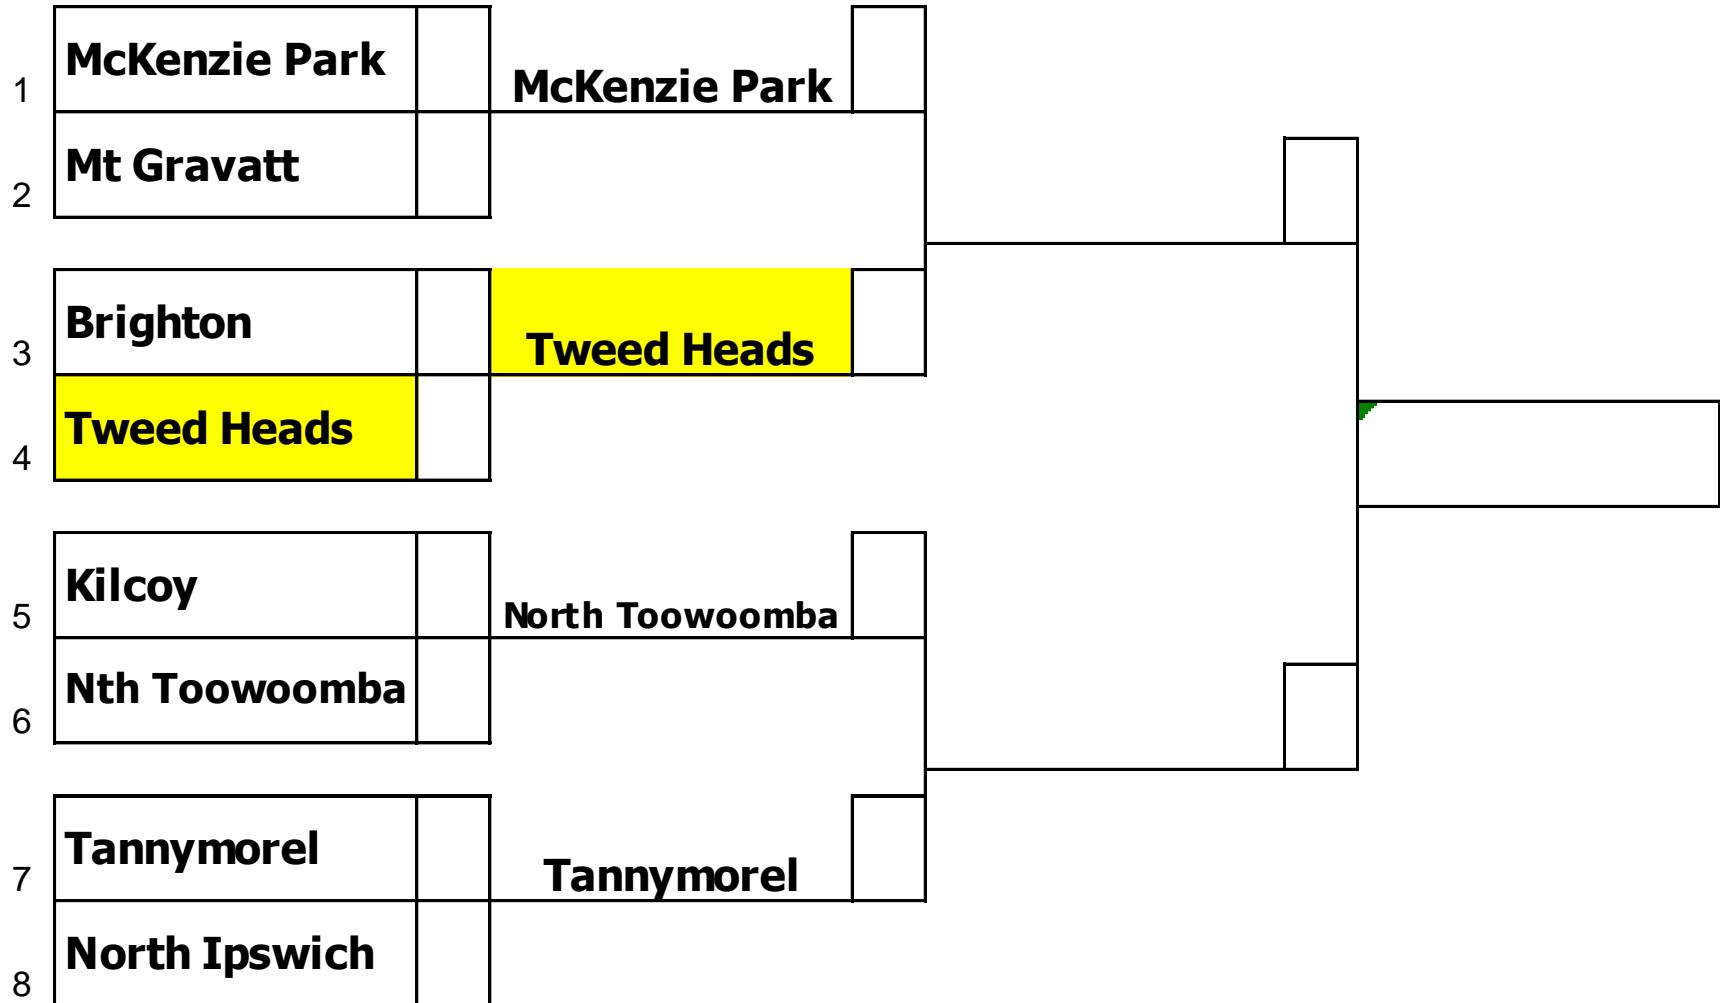 1 McKenzie Park McKenzie Park
2 Mt Gravatt
3 Brighton Tweed Heads
4 Tweed Heads
5 Kilcoy North Toowoomba
6 Nth Toowoomba
7 Tannymorel Tannymorel
8 North Ipswich